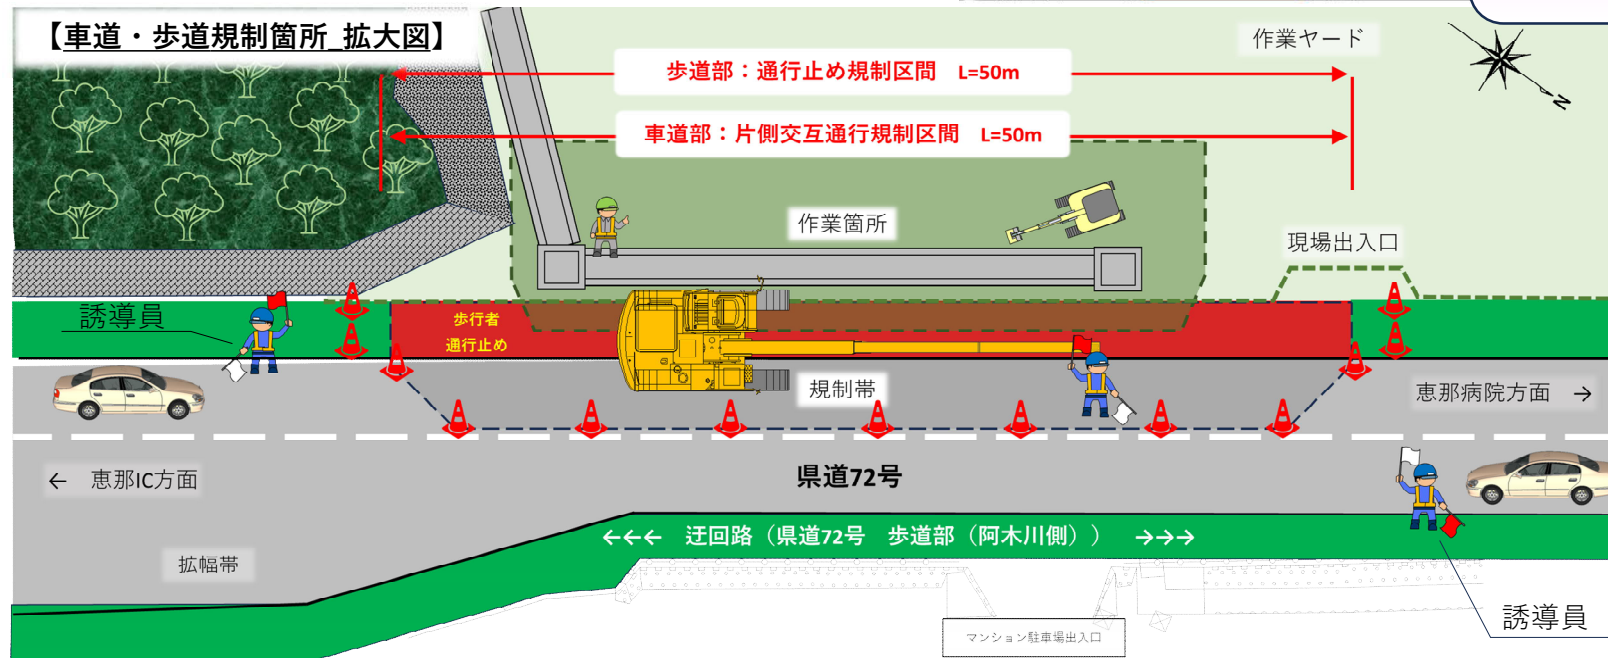 【車道・歩道規制箇所_拡大図】
作業ヤード
歩道部：通行止め規制区間　L=50m
車道部：片側交互通行規制区間　L=50m
N
作業箇所
現場出入口
誘導員
歩行者
通行止め
規制帯
恵那病院方面　→
←　恵那IC方面
県道72号
←←←　迂回路（県道72号　歩道部（阿木川側））　→→→
拡幅帯
誘導員
マンション駐車場出入口